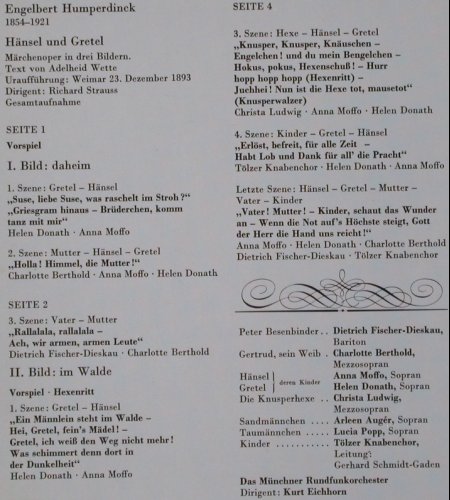 Engelbert Humperdinck
1854–1921
Hänsel und Gretel
Märchenoper in drei Bildern.
Text von Adelheid Wette
Uraufführung: Weimar 23. Dezember 1893
Dirigent: Richard Strauss
Gesamtaufnahme
SEITE 1
Vorspiel
I. Bild: daheim
1. Szene: Gretel – Hänsel
„Suse, liebe Suse, was raschelt im Stroh?“
„Griesgram hinaus – Brüderchen, komm
tanz mit mir“
Helen Donath · Anna Moffo
2. Szene: Mutter – Hänsel – Gretel
„Holla! Himmel, die Mutter!“
Charlotte Berthold · Anna Moffo · Helen Donath
SEITE 2
3. Szene: Vater – Mutter
„Rallalala, rallalala –
Ach, wir armen, armen Leute“
Dietrich Fischer-Dieskau · Charlotte Berthold
II. Bild: im Walde
Vorspiel · Hexenritt
1. Szene: Gretel – Hänsel
„Ein Männlein steht im Walde –
Hei, Gretel, fein's Mädel! –
Gretel, ich weiß den Weg nicht mehr!
Was schimmert denn dort in
der Dunkelheit“
Helen Donath · Anna Moffo
SEITE 4
3. Szene: Hexe – Hänsel – Gretel
„Knusper, Knusper, Knäuschen –
Engelchen! und du mein Bengelchen –
Hokus, pokus, Hexenschuß! – Hurr
hopp hopp hopp (Hexenritt) –
Juchhei! Nun ist die Hexe tot, mausetot“
(Knusperwalzer)
Christa Ludwig · Anna Moffo · Helen Donath
4. Szene: Kinder – Gretel – Hänsel
„Erlöst, befreit, für alle Zeit –
Habt Lob und Dank für all' die Pracht“
Tölzer Knabenchor · Helen Donath · Anna Moffo
Letzte Szene: Hänsel – Gretel – Mutter –
Vater – Kinder
„Vater! Mutter! – Kinder, schaut das Wunder
an – Wenn die Not auf's Höchste steigt, Gott
der Herr die Hand uns reicht!“
Anna Moffo · Helen Donath · Charlotte Berthold
Dietrich Fischer-Dieskau · Tölzer Knabenchor
Peter Besenbinder .. Dietrich Fischer-Dieskau,
Bariton
Gertrud, sein Weib . Charlotte Berthold,
Mezzosopran
Hänsel } deren Kinder Anna Moffo, Sopran
Gretel Helen Donath, Sopran
Die Knusperhexe .. Christa Ludwig,
Mezzosopran
Sandmännchen .... Arleen Augér, Sopran
Taumännchen ..... Lucia Popp, Sopran
Kinder ........... Tölzer Knabenchor,
Leitung:
Gerhard Schmidt-Gaden
Das Münchner Rundfunkorchester
Dirigent: Kurt Eichhorn